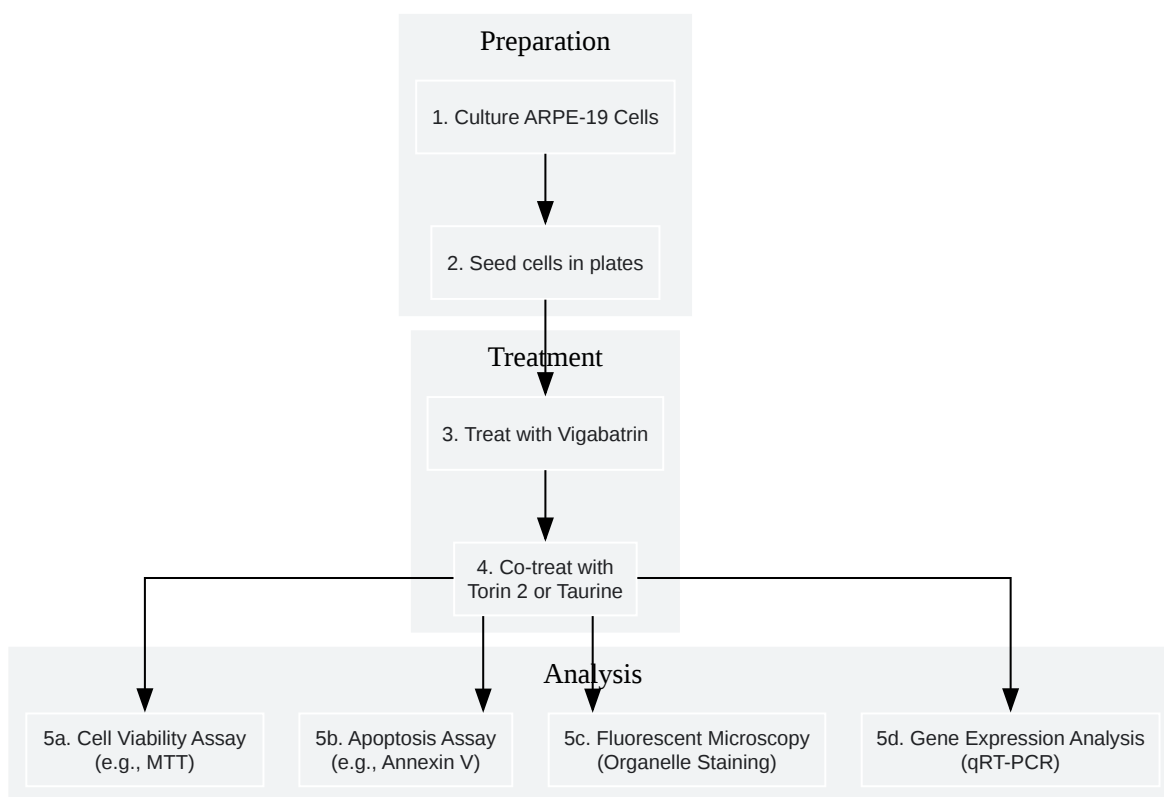 Preparation
1. Culture ARPE-19 Cells
2. Seed cells in plates
Treatment
3. Treat with Vigabatrin
4. Co-treat with
Torin 2 or Taurine
Analysis
5a. Cell Viability Assay
(e.g., MTT)
5b. Apoptosis Assay
(e.g., Annexin V)
5c. Fluorescent Microscopy
(Organelle Staining)
5d. Gene Expression Analysis
(qRT-PCR)